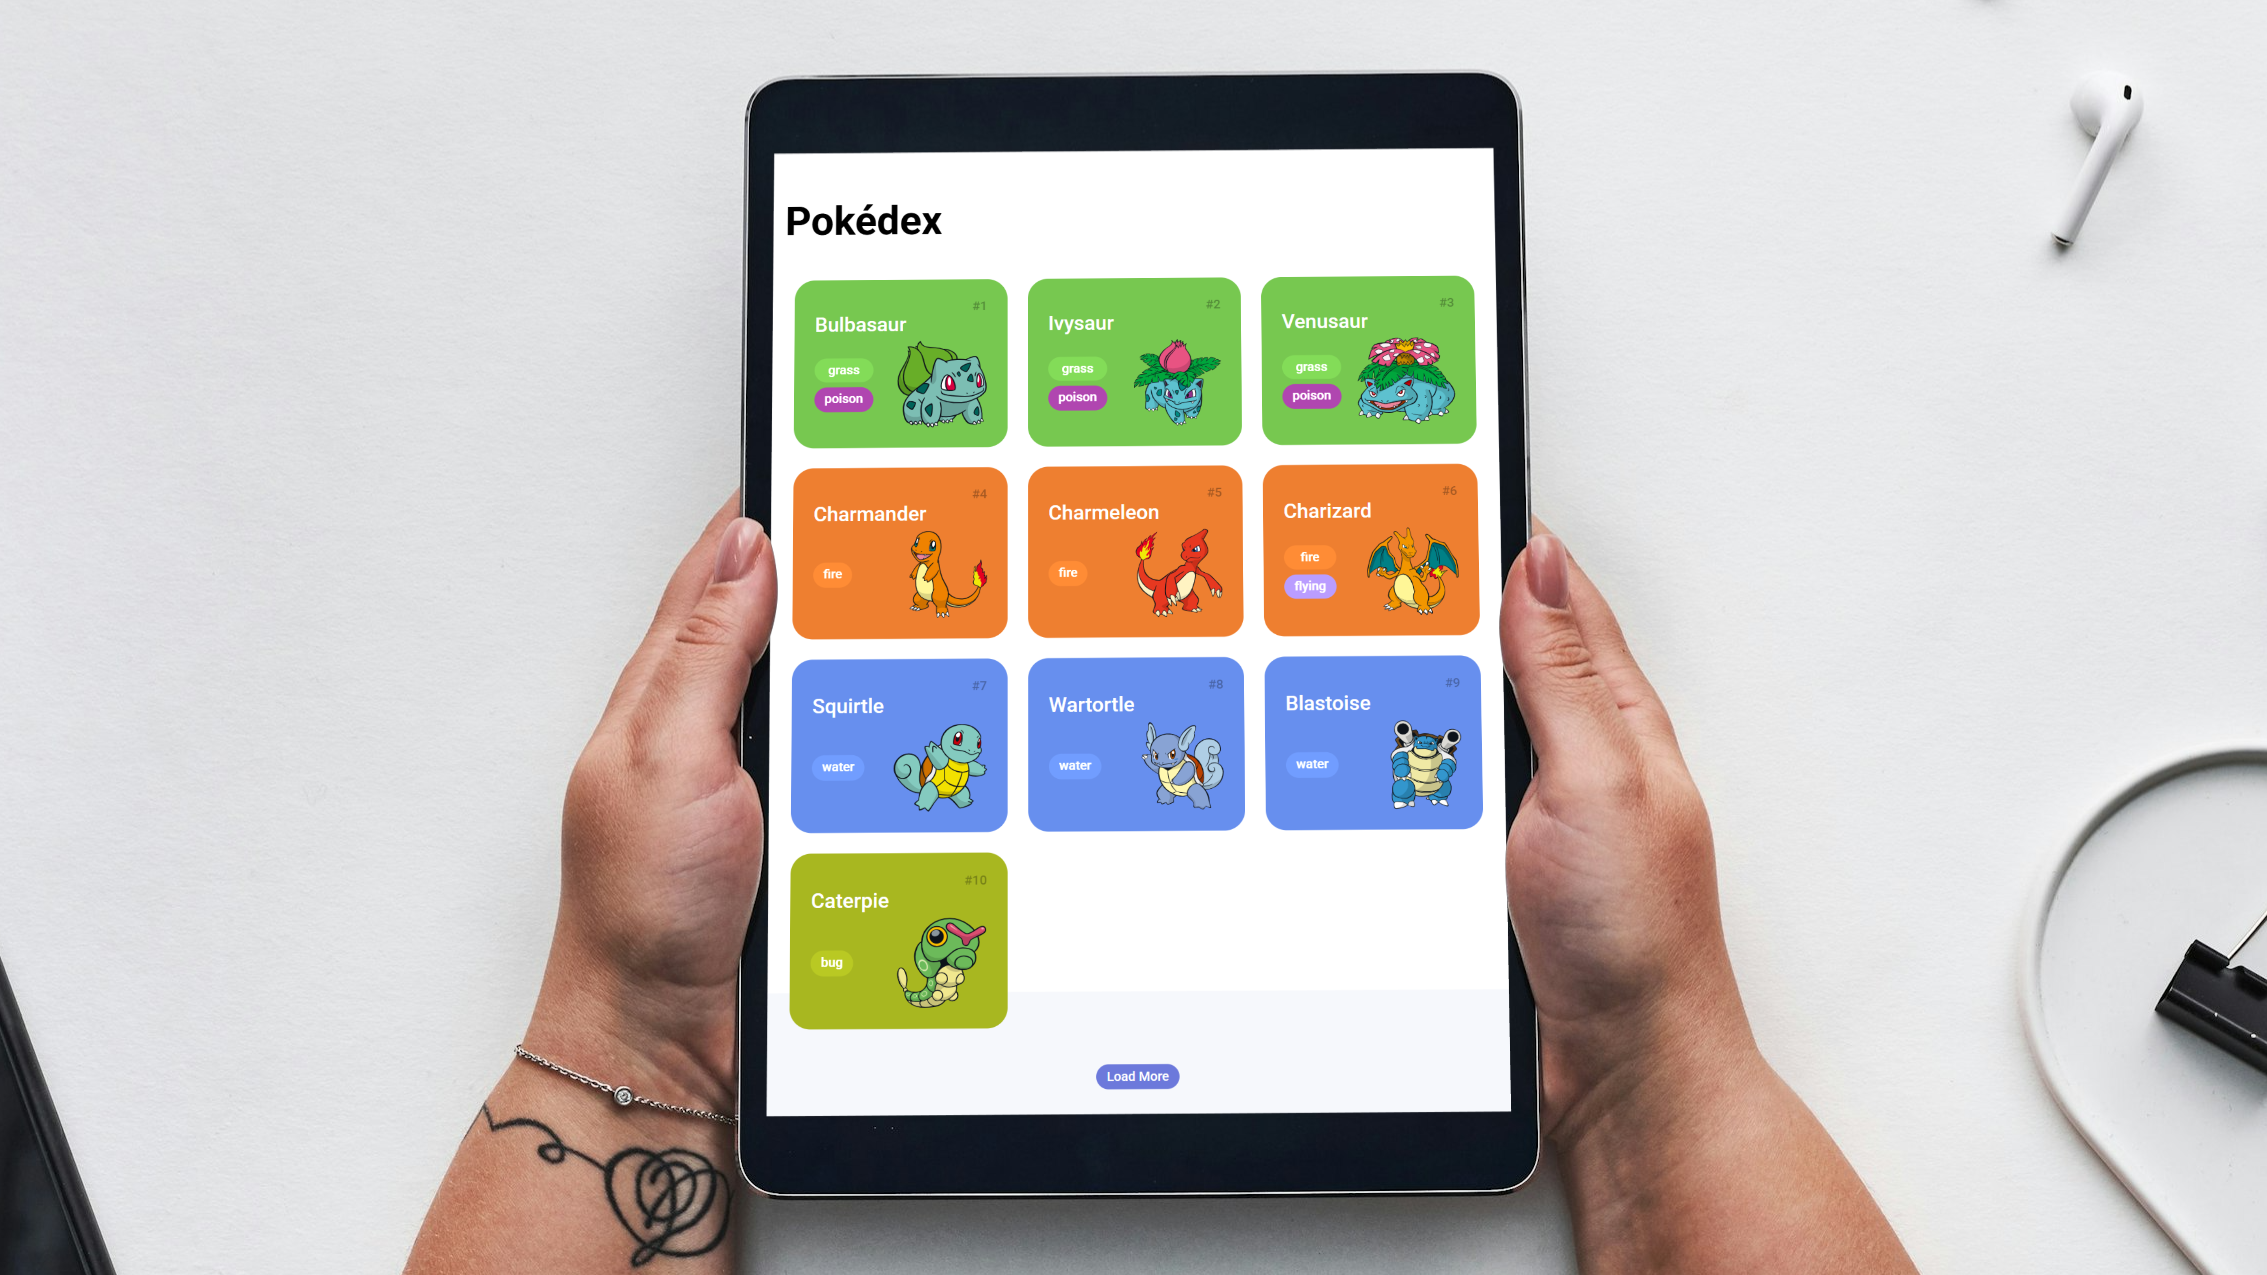 Pokédex
#1
Bulbasaur
grass
poison
#2
Ivysaur
grass
poison
#3
Venusaur
grass
poison
#4
Charmander
fire
#5
Charmeleon
fire
#6
Charizard
fire
flying
#7
Squirtle
water
#8
Wartortle
water
#9
Blastoise
water
#10
Caterpie
bug
Load More